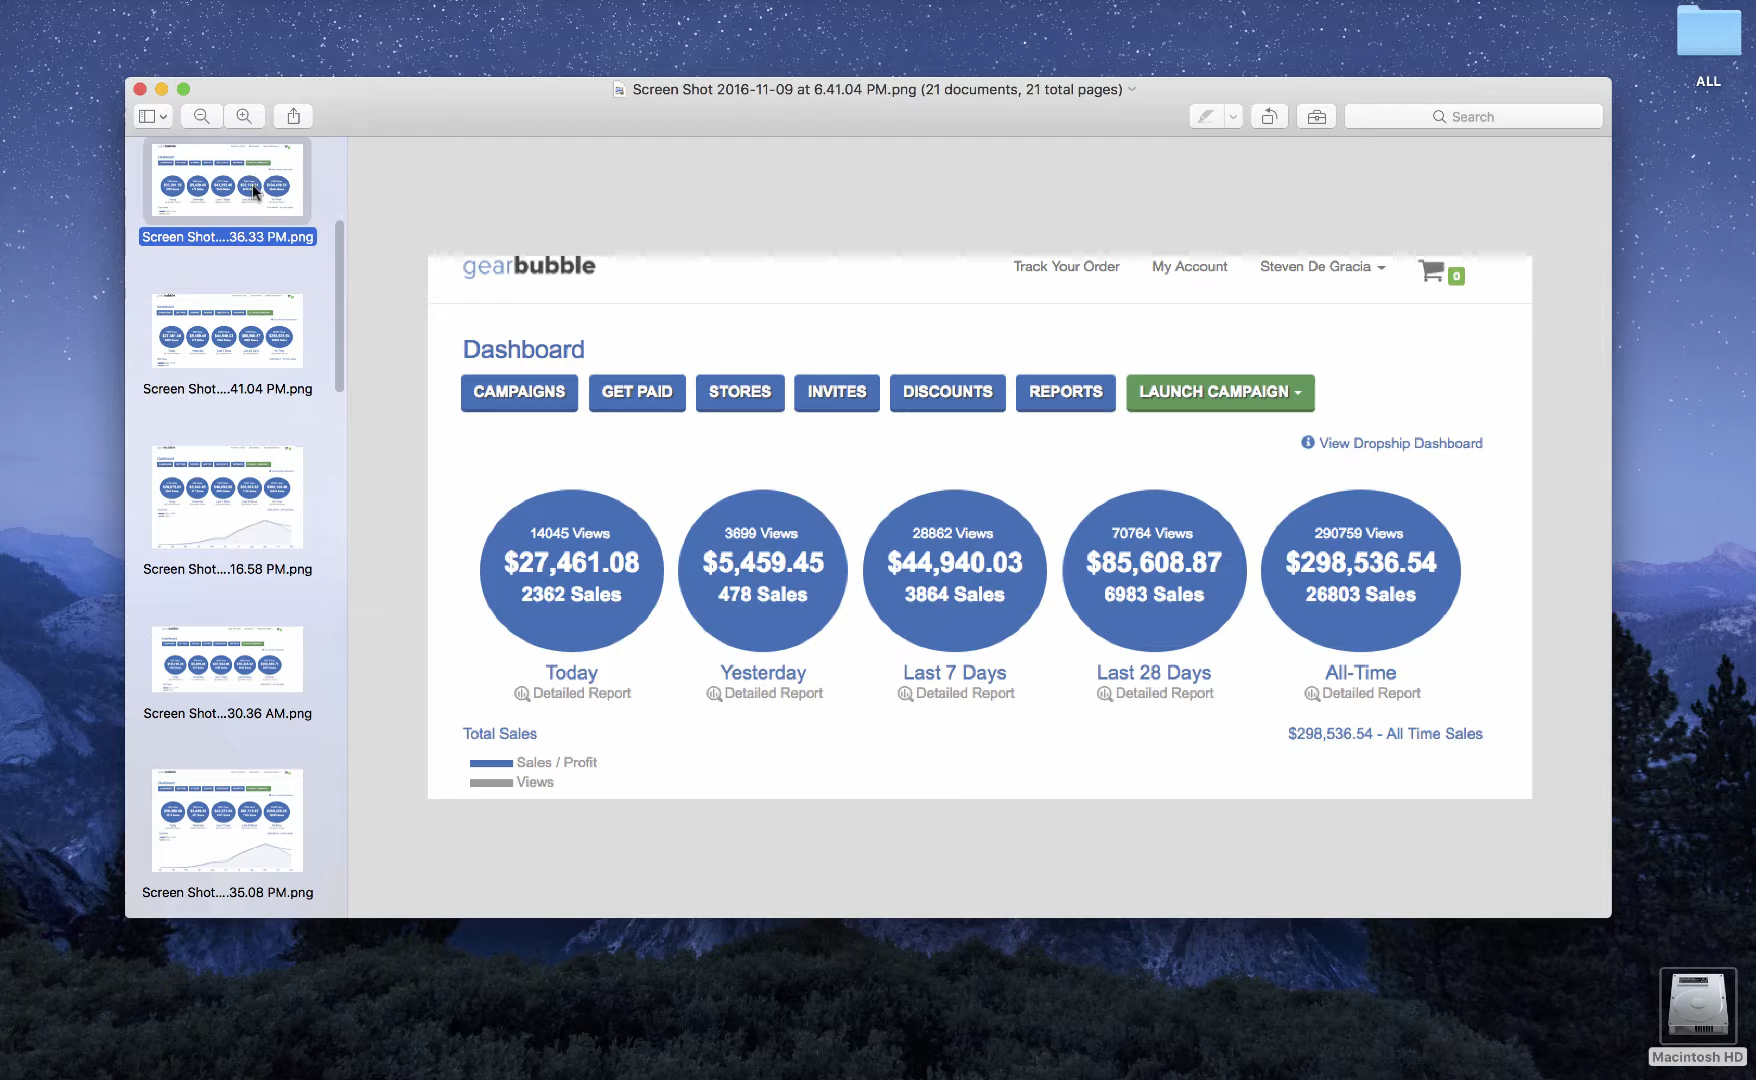 ALL
Screen Shot 2016-11-09 at 6.41.04 PM.png (21 documents, 21 total pages)
Search
Screen Shot....36.33 PM.png
Screen Shot....41.04 PM.png
Screen Shot....16.58 PM.png
Screen Shot...30.36 AM.png
Screen Shot....35.08 PM.png
gearbubble
Track Your Order My Account Steven De Gracia 0
Dashboard
CAMPAIGNS GET PAID STORES INVITES DISCOUNTS REPORTS LAUNCH CAMPAIGN
View Dropship Dashboard
14045 Views 3699 Views 28862 Views 70764 Views 290759 Views
$27,461.08 $5,459.45 $44,940.03 $85,608.87 $298,536.54
2362 Sales 478 Sales 3864 Sales 6983 Sales 26803 Sales
Today Yesterday Last 7 Days Last 28 Days All-Time
Detailed Report Detailed Report Detailed Report Detailed Report Detailed Report
Total Sales $298,536.54 - All Time Sales
Sales / Profit
Views
Macintosh HD